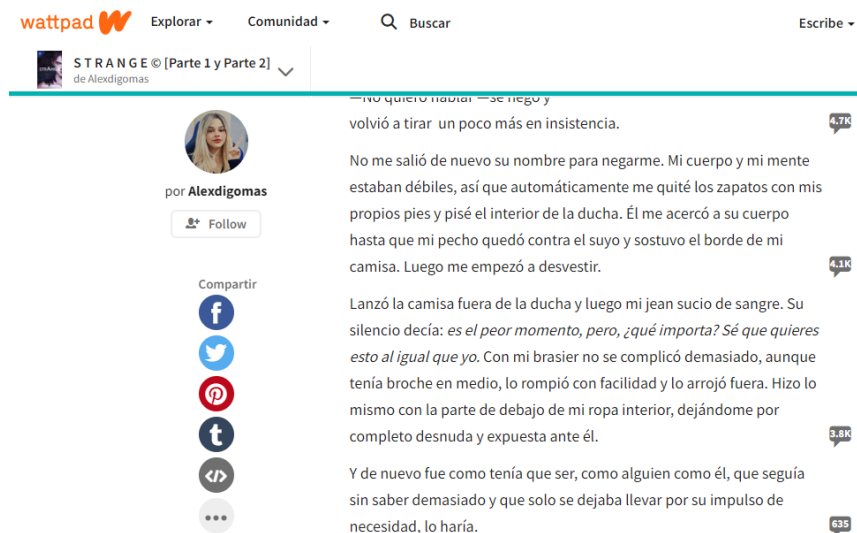 wattpad Explorar Comunidad Buscar Escribe
S T R A N G E © [Parte 1 y Parte 2]
de Alexdigomas
—No quiero hablar —se negó y
volvió a tirar un poco más en insistencia.
4.7K
por Alexdigomas
Follow
Compartir
No me salió de nuevo su nombre para negarme. Mi cuerpo y mi mente
estaban débiles, así que automáticamente me quité los zapatos con mis
propios pies y pisé el interior de la ducha. Él me acercó a su cuerpo
hasta que mi pecho quedó contra el suyo y sostuvo el borde de mi
camisa. Luego me empezó a desvestir.
4.1K
Lanzó la camisa fuera de la ducha y luego mi jean sucio de sangre. Su
silencio decía: es el peor momento, pero, ¿qué importa? Sé que quieres
esto al igual que yo. Con mi brasier no se complicó demasiado, aunque
tenía broche en medio, lo rompió con facilidad y lo arrojó fuera. Hizo lo
mismo con la parte de debajo de mi ropa interior, dejándome por
completo desnuda y expuesta ante él.
3.8K
Y de nuevo fue como tenía que ser, como alguien como él, que seguía
sin saber demasiado y que solo se dejaba llevar por su impulso de
necesidad, lo haría.
635